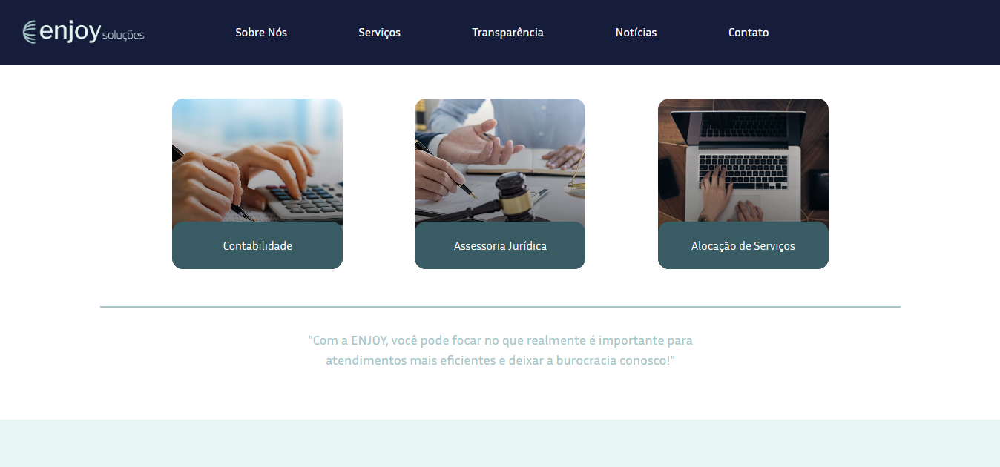 enjoy soluções
Sobre Nós
Serviços
Transparência
Notícias
Contato
Contabilidade
Assessoria Jurídica
Alocação de Serviços
"Com a ENJOY, você pode focar no que realmente é importante para
atendimentos mais eficientes e deixar a burocracia conosco!"